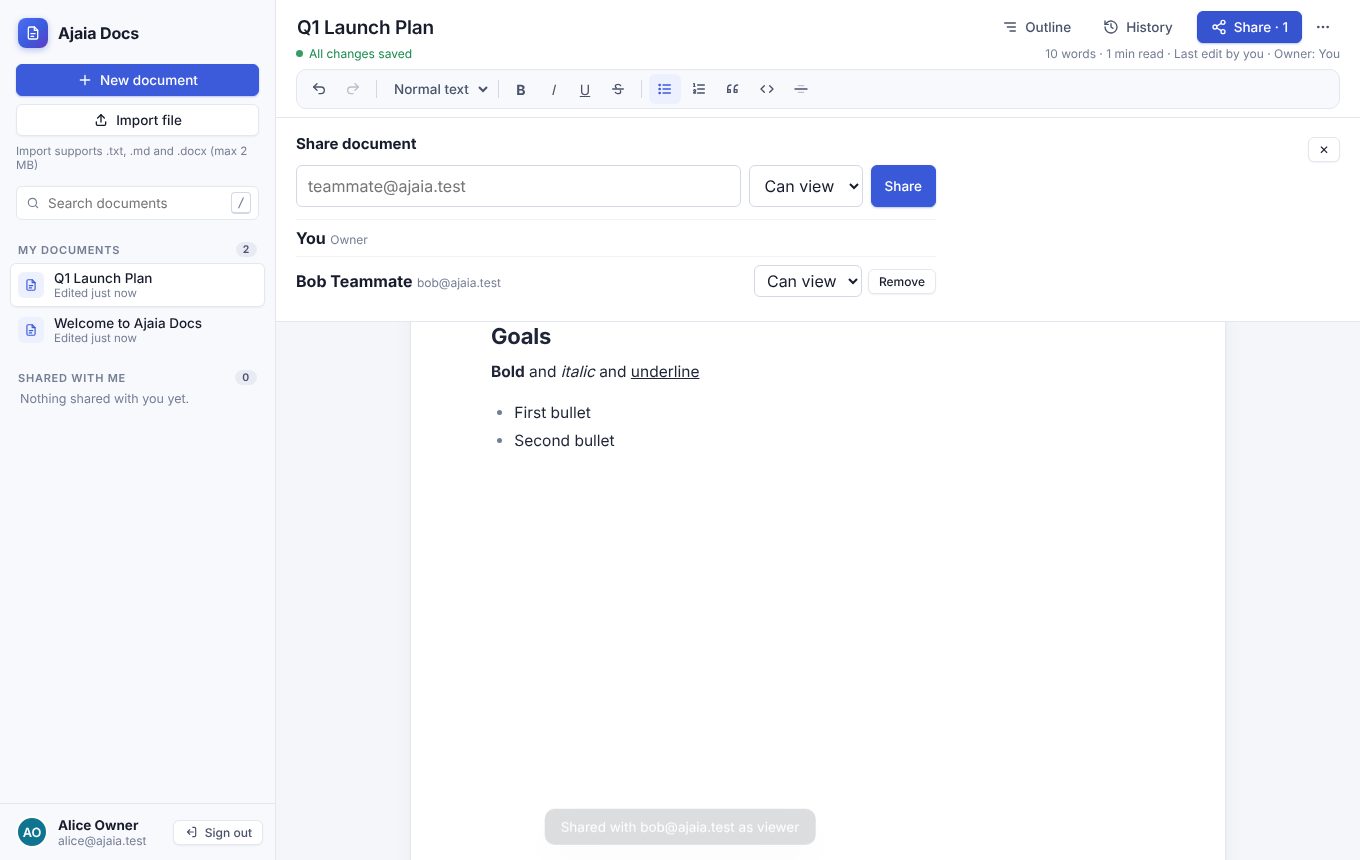 Ajaia Docs
New document
Import file
Import supports .txt, .md and .docx (max 2
MB)
Search documents /
MY DOCUMENTS 2
Q1 Launch Plan
Edited just now
Welcome to Ajaia Docs
Edited just now
SHARED WITH ME 0
Nothing shared with you yet.
AO
Alice Owner
alice@ajaia.test
Sign out
Q1 Launch Plan
Outline
History
Share · 1
All changes saved
10 words · 1 min read · Last edit by you · Owner: You
Normal text
B I U S
Share document
teammate@ajaia.test
Can view
Share
You Owner
Bob Teammate bob@ajaia.test
Can view
Remove
Goals
Bold and italic and underline
First bullet
Second bullet
Shared with bob@ajaia.test as viewer